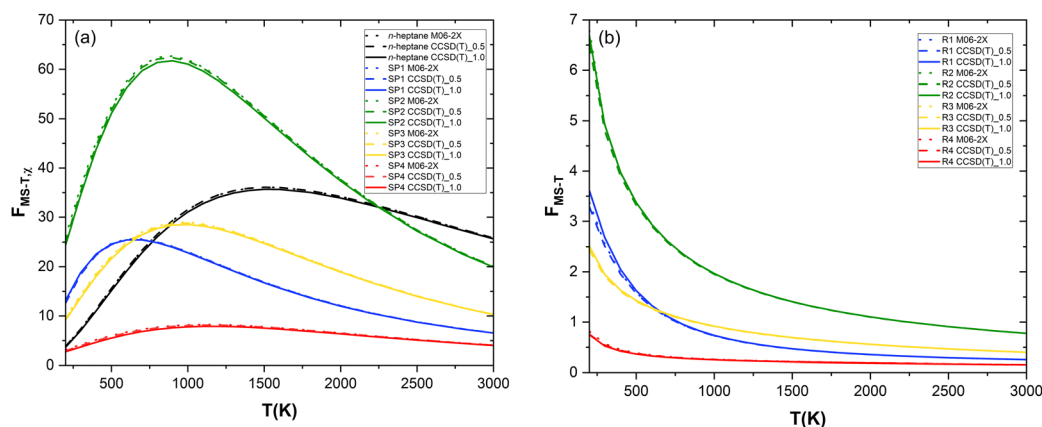 (a)
n-heptane M06-2X
n-heptane CCSD(T)_0.5
n-heptane CCSD(T)_1.0
SP1 M06-2X
SP1 CCSD(T)_0.5
SP1 CCSD(T)_1.0
SP2 M06-2X
SP2 CCSD(T)_0.5
SP2 CCSD(T)_1.0
SP3 M06-2X
SP3 CCSD(T)_0.5
SP3 CCSD(T)_1.0
SP4 M06-2X
SP4 CCSD(T)_0.5
SP4 CCSD(T)_1.0
70
60
50
40
30
20
10
0
F_MS-T,χ
500 1000 1500 2000 2500 3000
T(K)
(b)
R1 M06-2X
R1 CCSD(T)_0.5
R1 CCSD(T)_1.0
R2 M06-2X
R2 CCSD(T)_0.5
R2 CCSD(T)_1.0
R3 M06-2X
R3 CCSD(T)_0.5
R3 CCSD(T)_1.0
R4 M06-2X
R4 CCSD(T)_0.5
R4 CCSD(T)_1.0
7
6
5
4
3
2
1
0
F_MS-T
500 1000 1500 2000 2500 3000
T(K)